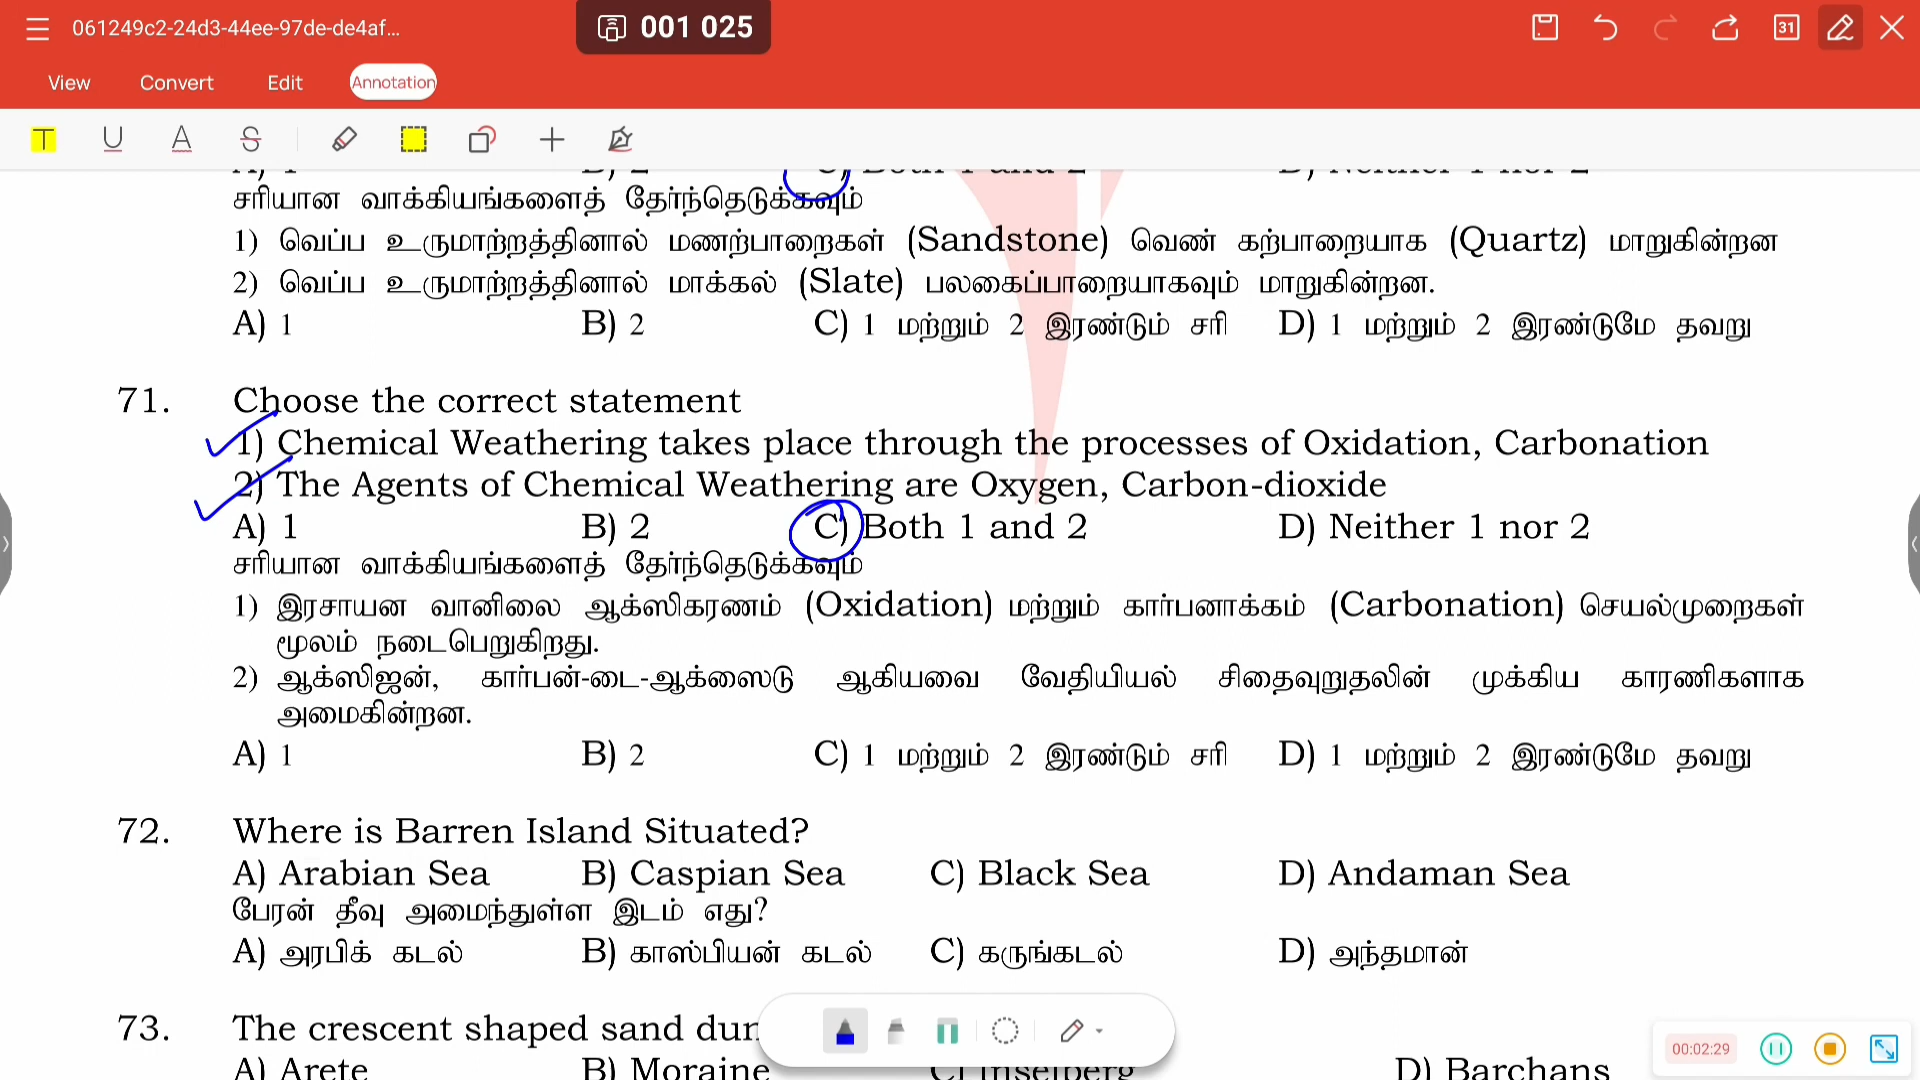 061249c2-24d3-44ee-97de-de4af...
001 025
31
View Convert Edit Annotation
T U A S
சரியான வாக்கியங்களைத் தேர்ந்தெடுக்கவும்
1) வெப்ப உருமாற்றத்தினால் மணற்பாறைகள் (Sandstone) வெண் கற்பாறையாக (Quartz) மாறுகின்றன
2) வெப்ப உருமாற்றத்தினால் மாக்கல் (Slate) பலகைப்பாறையாகவும் மாறுகின்றன.
A) 1 B) 2 C) 1 மற்றும் 2 இரண்டும் சரி D) 1 மற்றும் 2 இரண்டுமே தவறு
71. Choose the correct statement
1) Chemical Weathering takes place through the processes of Oxidation, Carbonation
2) The Agents of Chemical Weathering are Oxygen, Carbon-dioxide
A) 1 B) 2 C) Both 1 and 2 D) Neither 1 nor 2
சரியான வாக்கியங்களைத் தேர்ந்தெடுக்கவும்
1) இரசாயன வானிலை ஆக்ஸிகரணம் (Oxidation) மற்றும் கார்பனாக்கம் (Carbonation) செயல்முறைகள்
மூலம் நடைபெறுகிறது.
2) ஆக்ஸிஜன், கார்பன்-டை-ஆக்ஸைடு ஆகியவை வேதியியல் சிதைவுறுதலின் முக்கிய காரணிகளாக
அமைகின்றன.
A) 1 B) 2 C) 1 மற்றும் 2 இரண்டும் சரி D) 1 மற்றும் 2 இரண்டுமே தவறு
72. Where is Barren Island Situated?
A) Arabian Sea B) Caspian Sea C) Black Sea D) Andaman Sea
பேரன் தீவு அமைந்துள்ள இடம் எது?
A) அரபிக் கடல் B) காஸ்பியன் கடல் C) கருங்கடல் D) அந்தமான்
73. The crescent shaped sand dun
A) Arete B) Moraine C) Inselberg D) Barchans
00:02:29